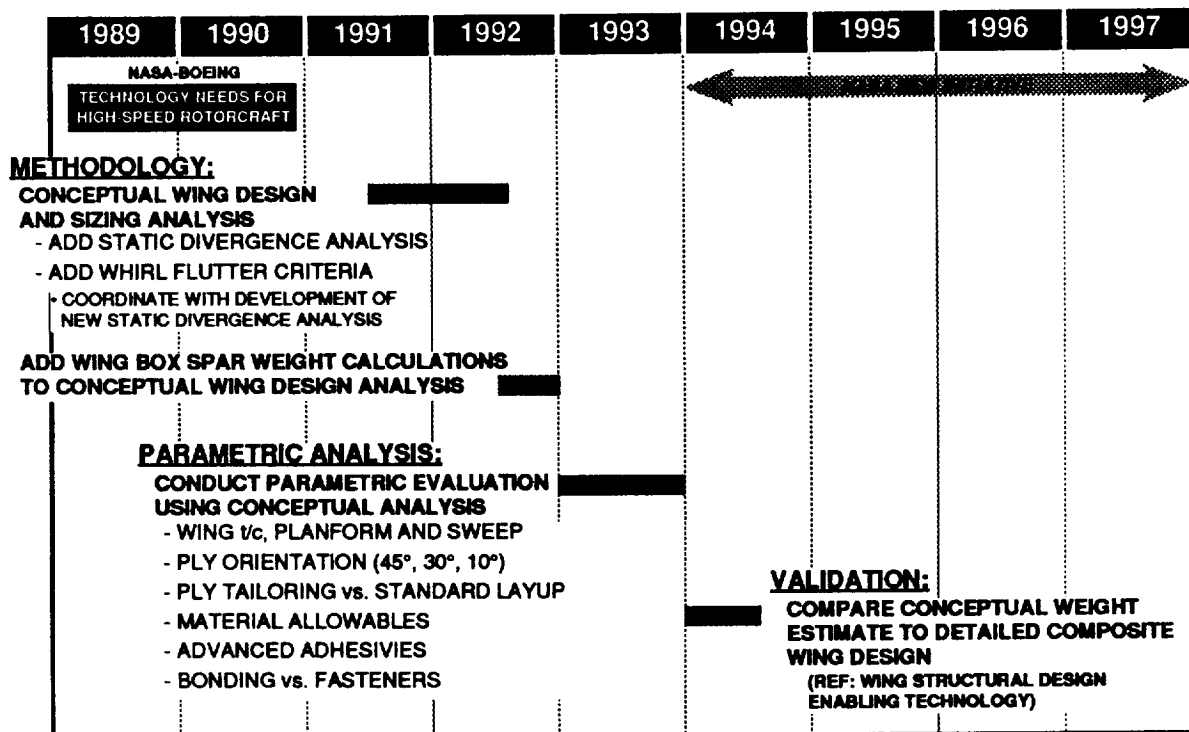 1989 1990 1991 1992 1993 1994 1995 1996 1997
NASA-BOEING
TECHNOLOGY NEEDS FOR
HIGH-SPEED ROTORCRAFT
METHODOLOGY:
CONCEPTUAL WING DESIGN
AND SIZING ANALYSIS
- ADD STATIC DIVERGENCE ANALYSIS
- ADD WHIRL FLUTTER CRITERIA
• COORDINATE WITH DEVELOPMENT OF
NEW STATIC DIVERGENCE ANALYSIS
ADD WING BOX SPAR WEIGHT CALCULATIONS
TO CONCEPTUAL WING DESIGN ANALYSIS
PARAMETRIC ANALYSIS:
CONDUCT PARAMETRIC EVALUATION
USING CONCEPTUAL ANALYSIS
- WING t/c, PLANFORM AND SWEEP
- PLY ORIENTATION (45°, 30°, 10°)
- PLY TAILORING vs. STANDARD LAYUP
- MATERIAL ALLOWABLES
- ADVANCED ADHESIVIES
- BONDING vs. FASTENERS
VALIDATION:
COMPARE CONCEPTUAL WEIGHT
ESTIMATE TO DETAILED COMPOSITE
WING DESIGN
(REF: WING STRUCTURAL DESIGN
ENABLING TECHNOLOGY)